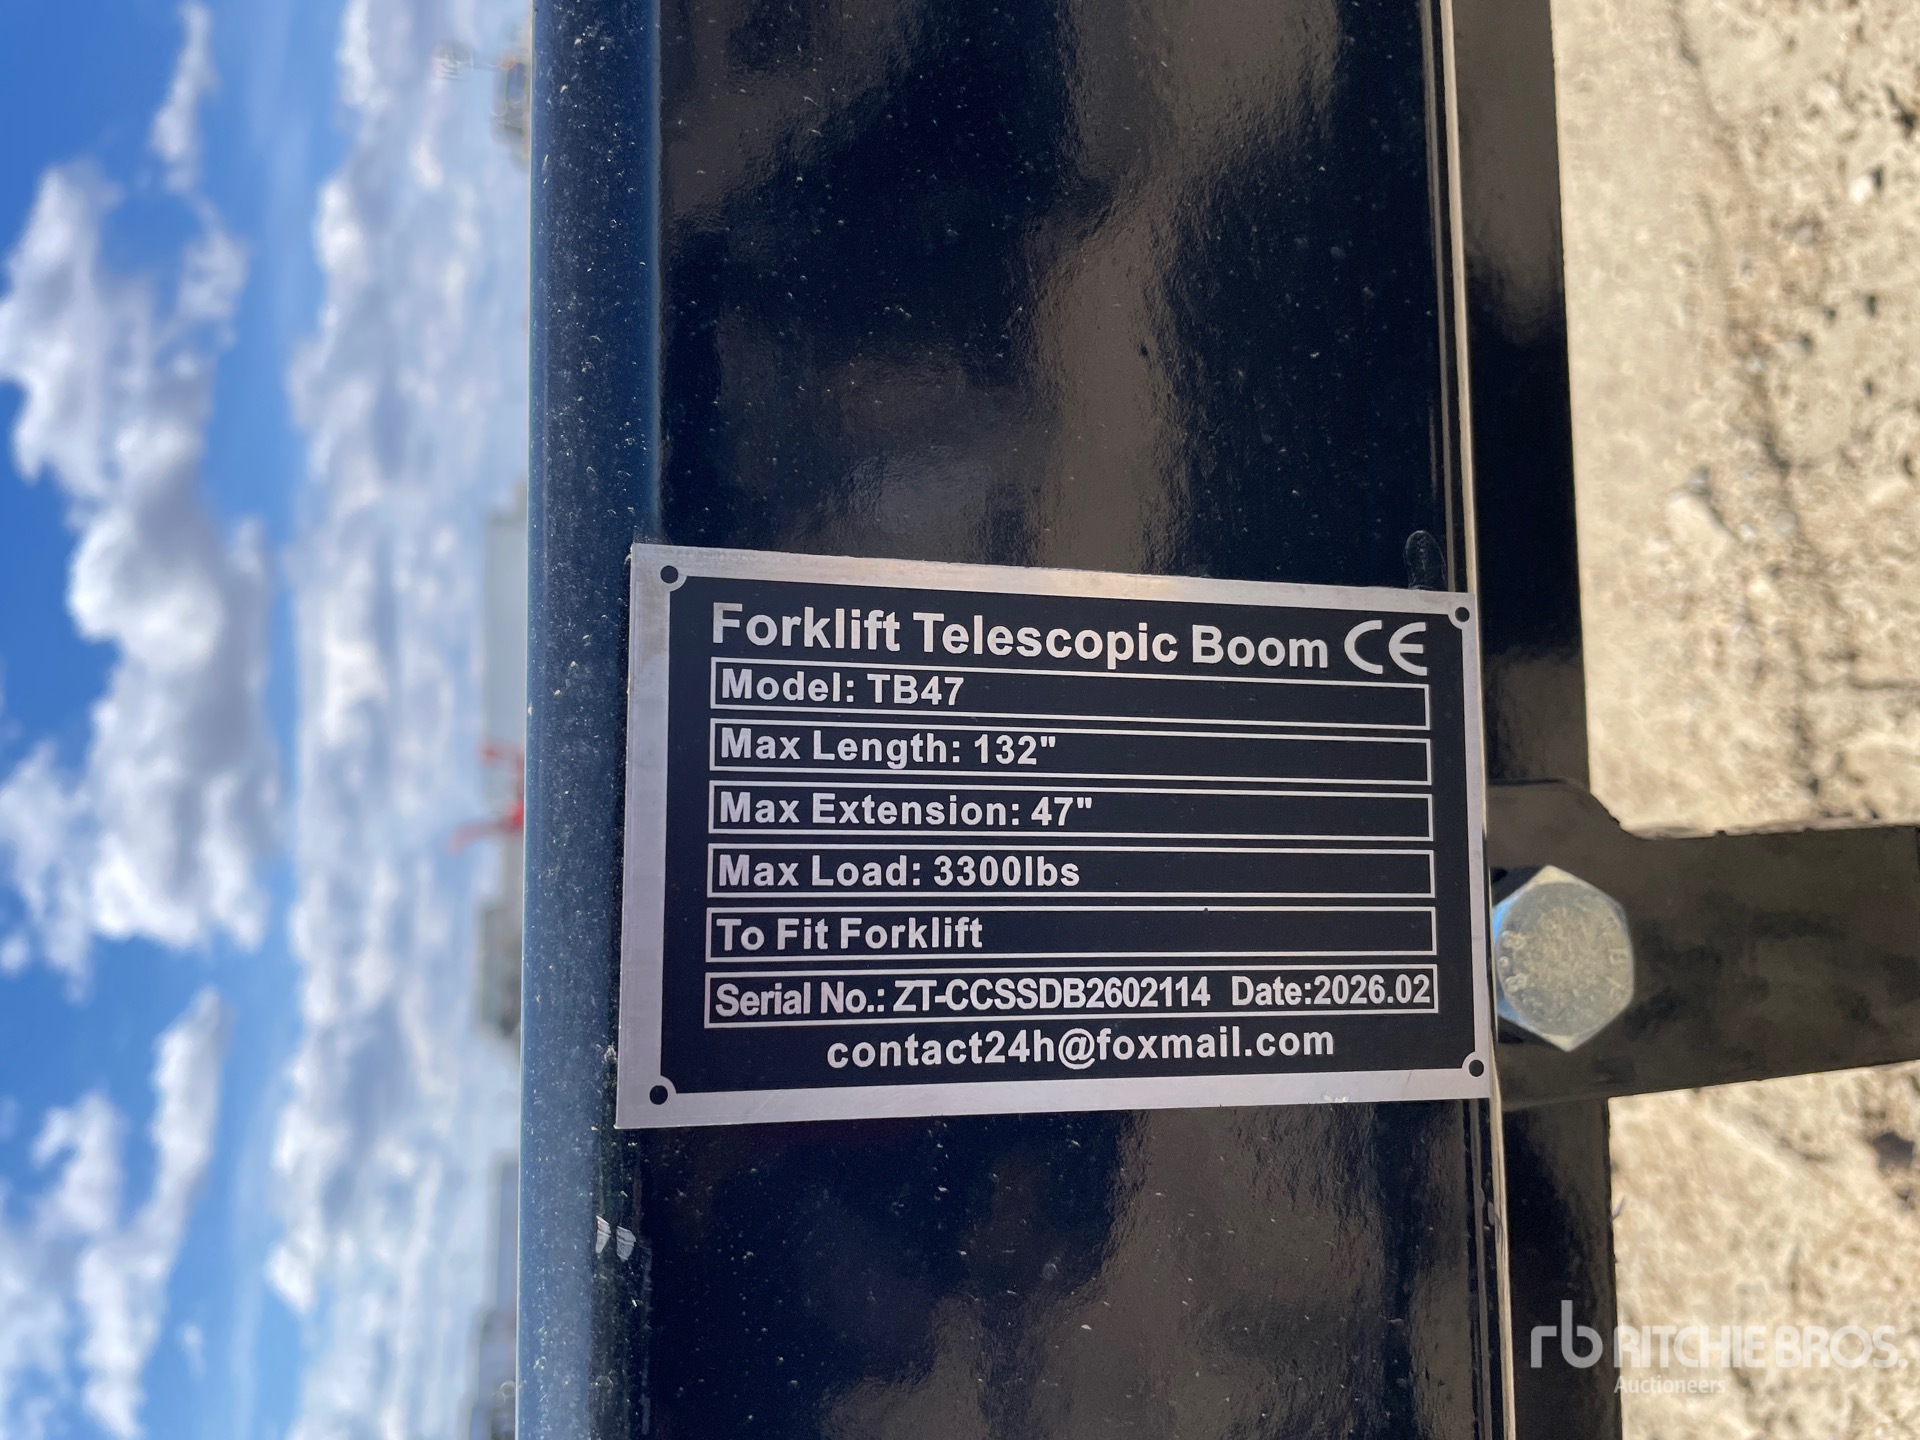 Forklift Telescopic Boom CE
Model: TB47
Max Length: 132"
Max Extension: 47"
Max Load: 3300lbs
To Fit Forklift
Serial No.: ZT-CCSSDB2602114 Date:2026.02
contact24h@foxmail.com
rb RITCHIE BROS.
Auctioneers